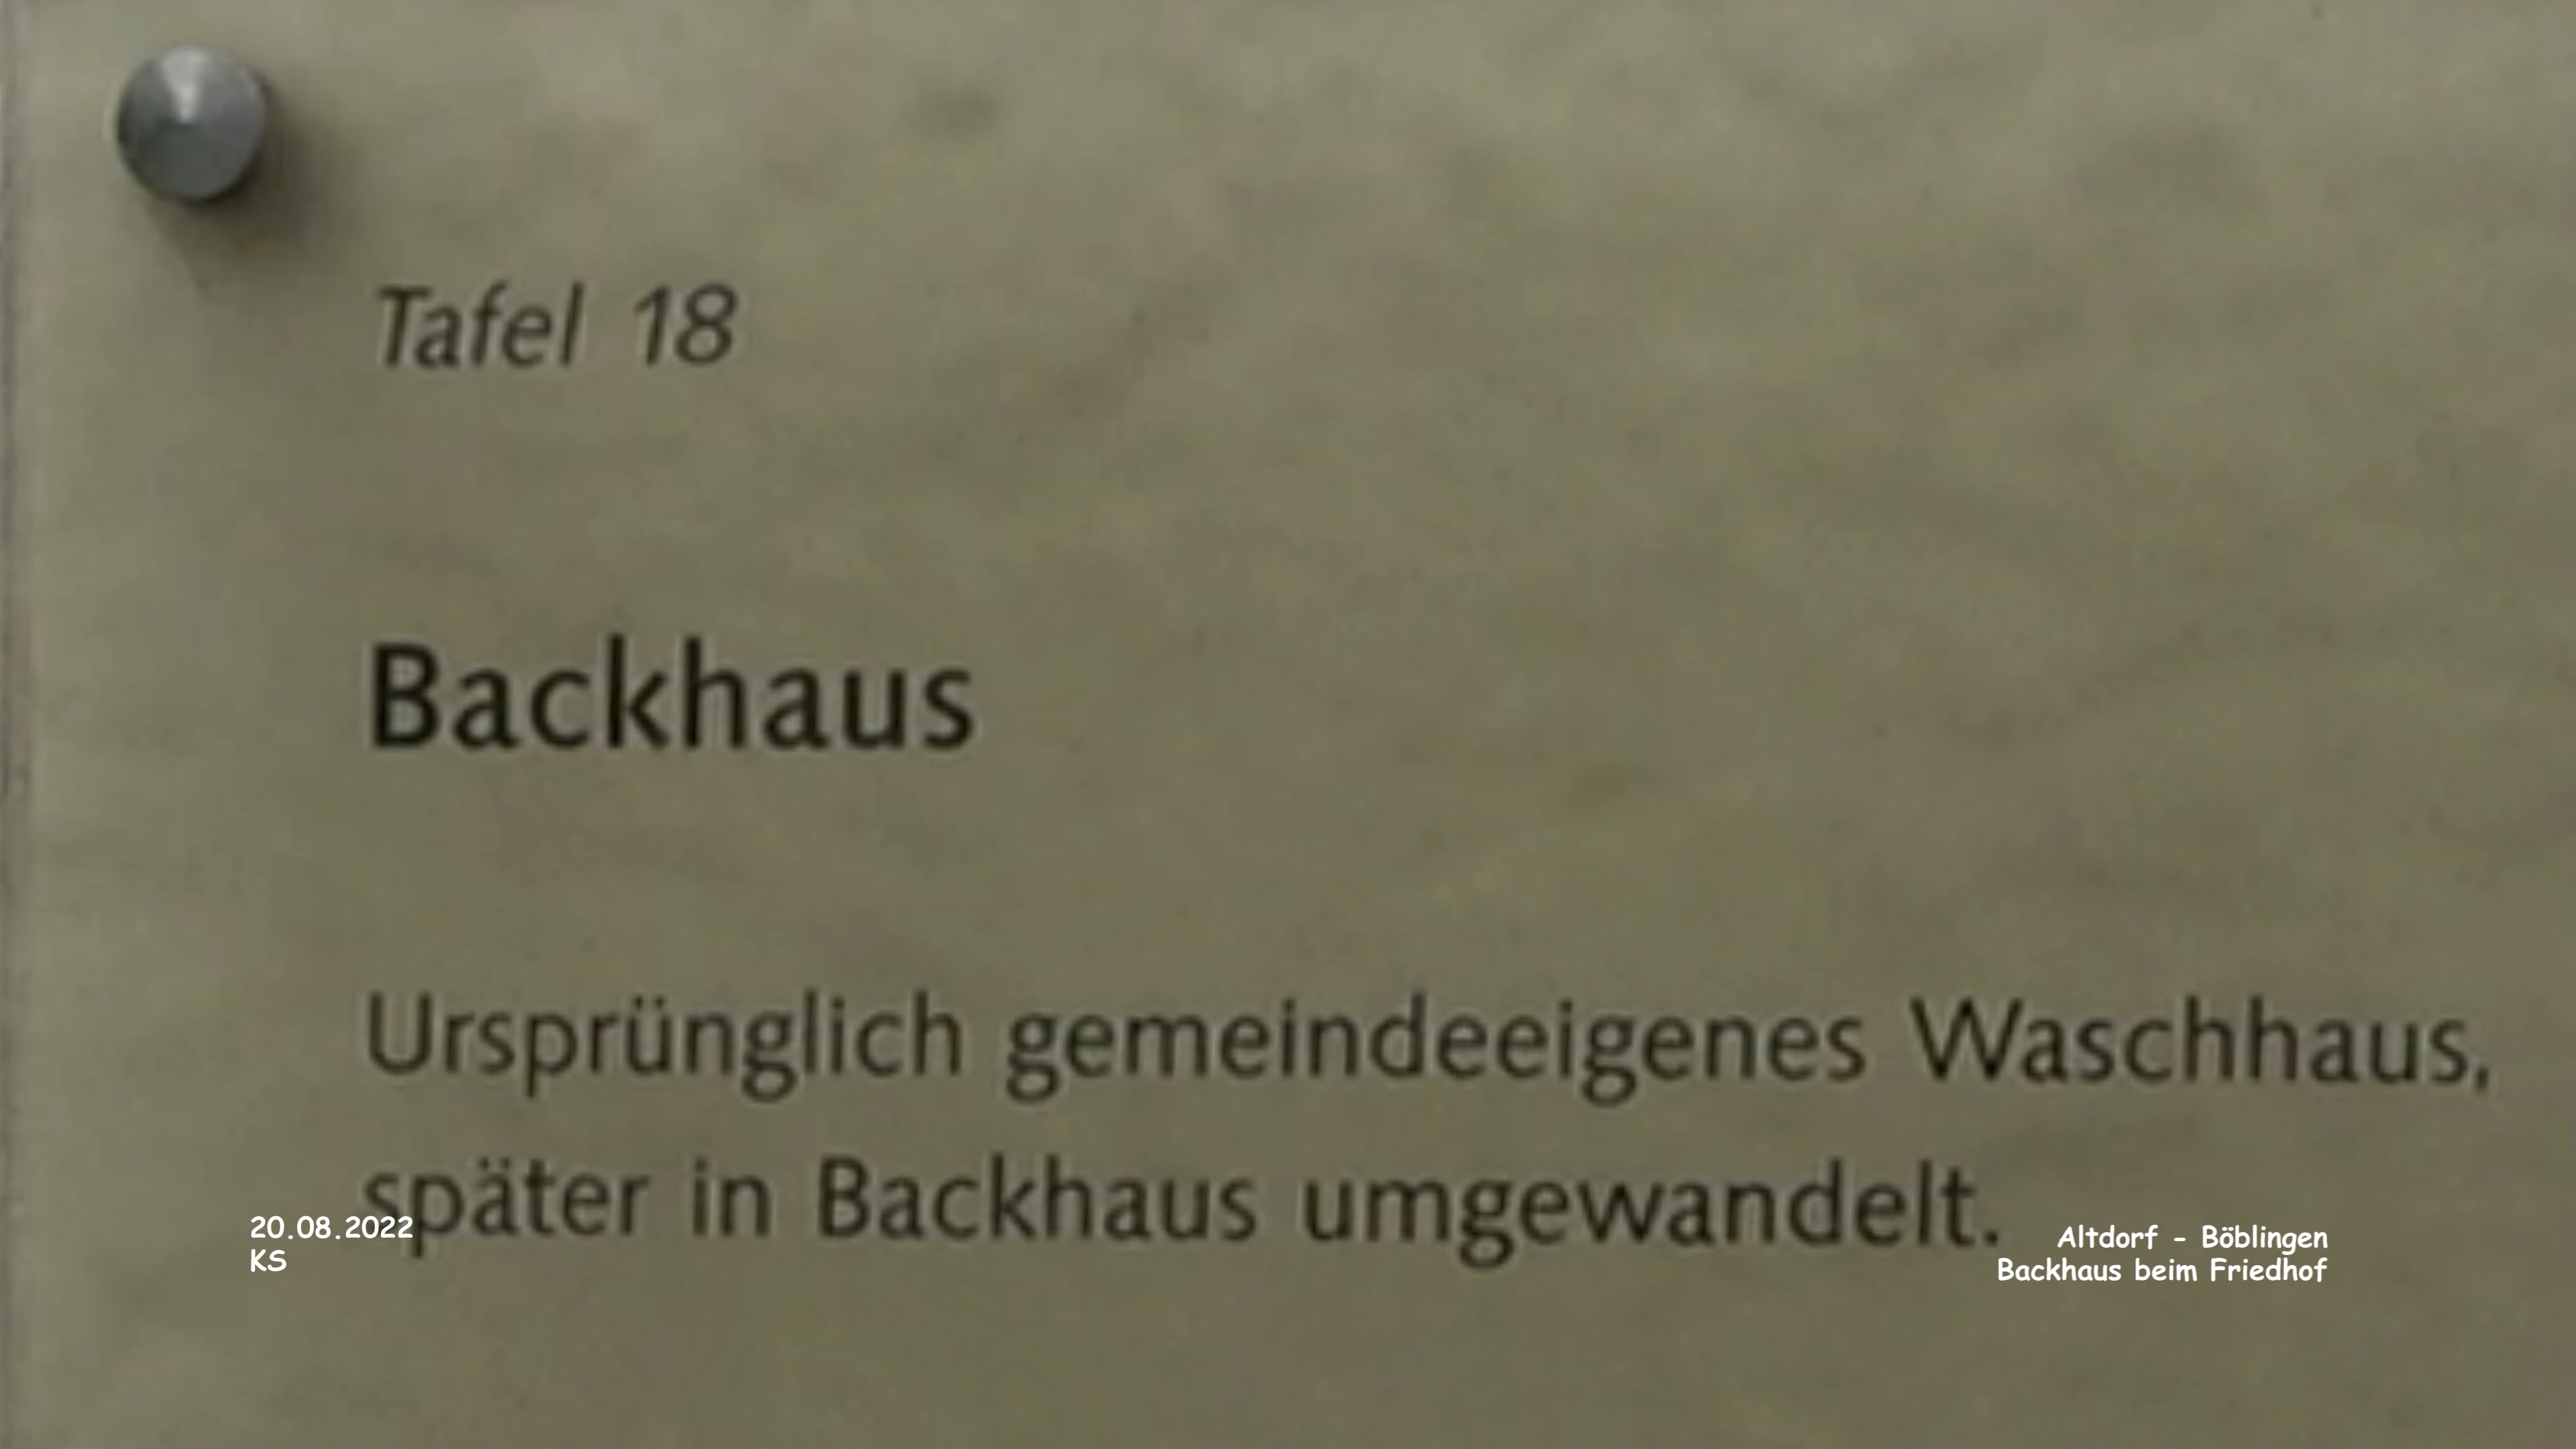 Tafel 18
Backhaus
Ursprünglich gemeindeeigenes Waschhaus,
später in Backhaus umgewandelt.
20.08.2022
KS
Altdorf - Böblingen
Backhaus beim Friedhof